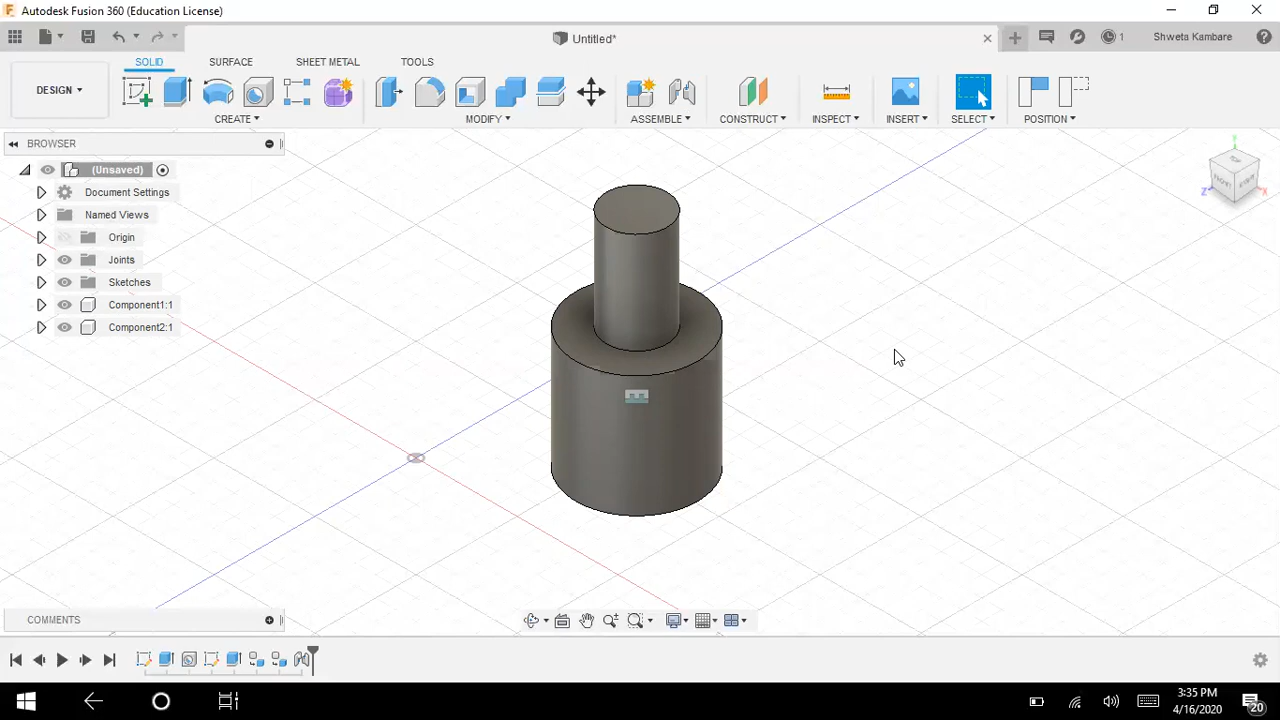 Autodesk Fusion 360 (Education License)
Untitled*
1
Shweta Kambare
DESIGN
SOLID
SURFACE
SHEET METAL
TOOLS
CREATE
MODIFY
ASSEMBLE
CONSTRUCT
INSPECT
INSERT
SELECT
POSITION
BROWSER
(Unsaved)
Document Settings
Named Views
Origin
Joints
Sketches
Component1:1
Component2:1
Y
Z
X
COMMENTS
3:35 PM
4/16/2020
20